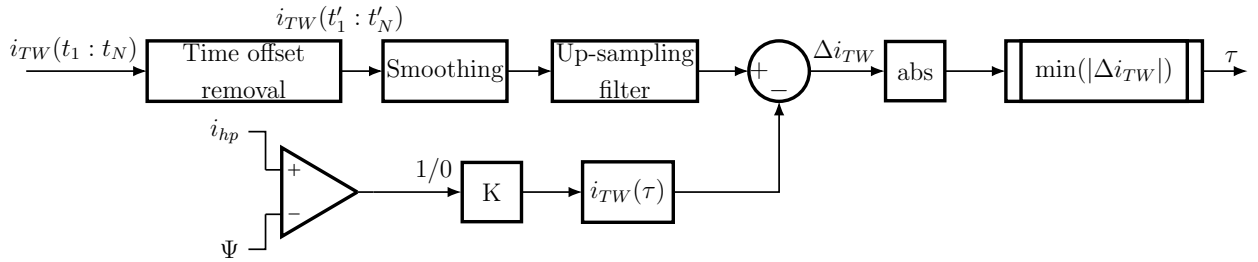 i_{TW}(t_1 : t_N)
Time offset
removal
i_{TW}(t'_1 : t'_N)
Smoothing
Up-sampling
filter
+
−
Δi_{TW}
abs
min(|Δi_{TW}|)
τ
i_{hp}
+
−
Ψ
1/0
K
i_{TW}(τ)